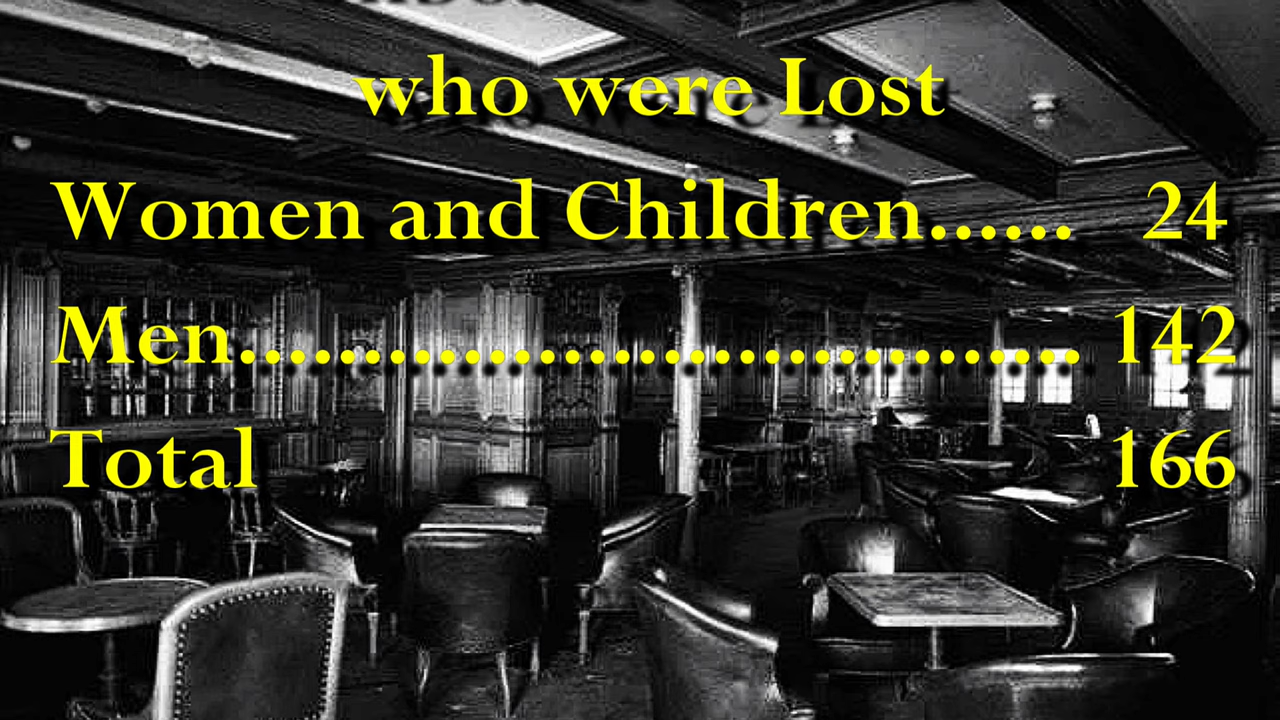 who were Lost
Women and Children...... 24
Men.................................. 142
Total 166